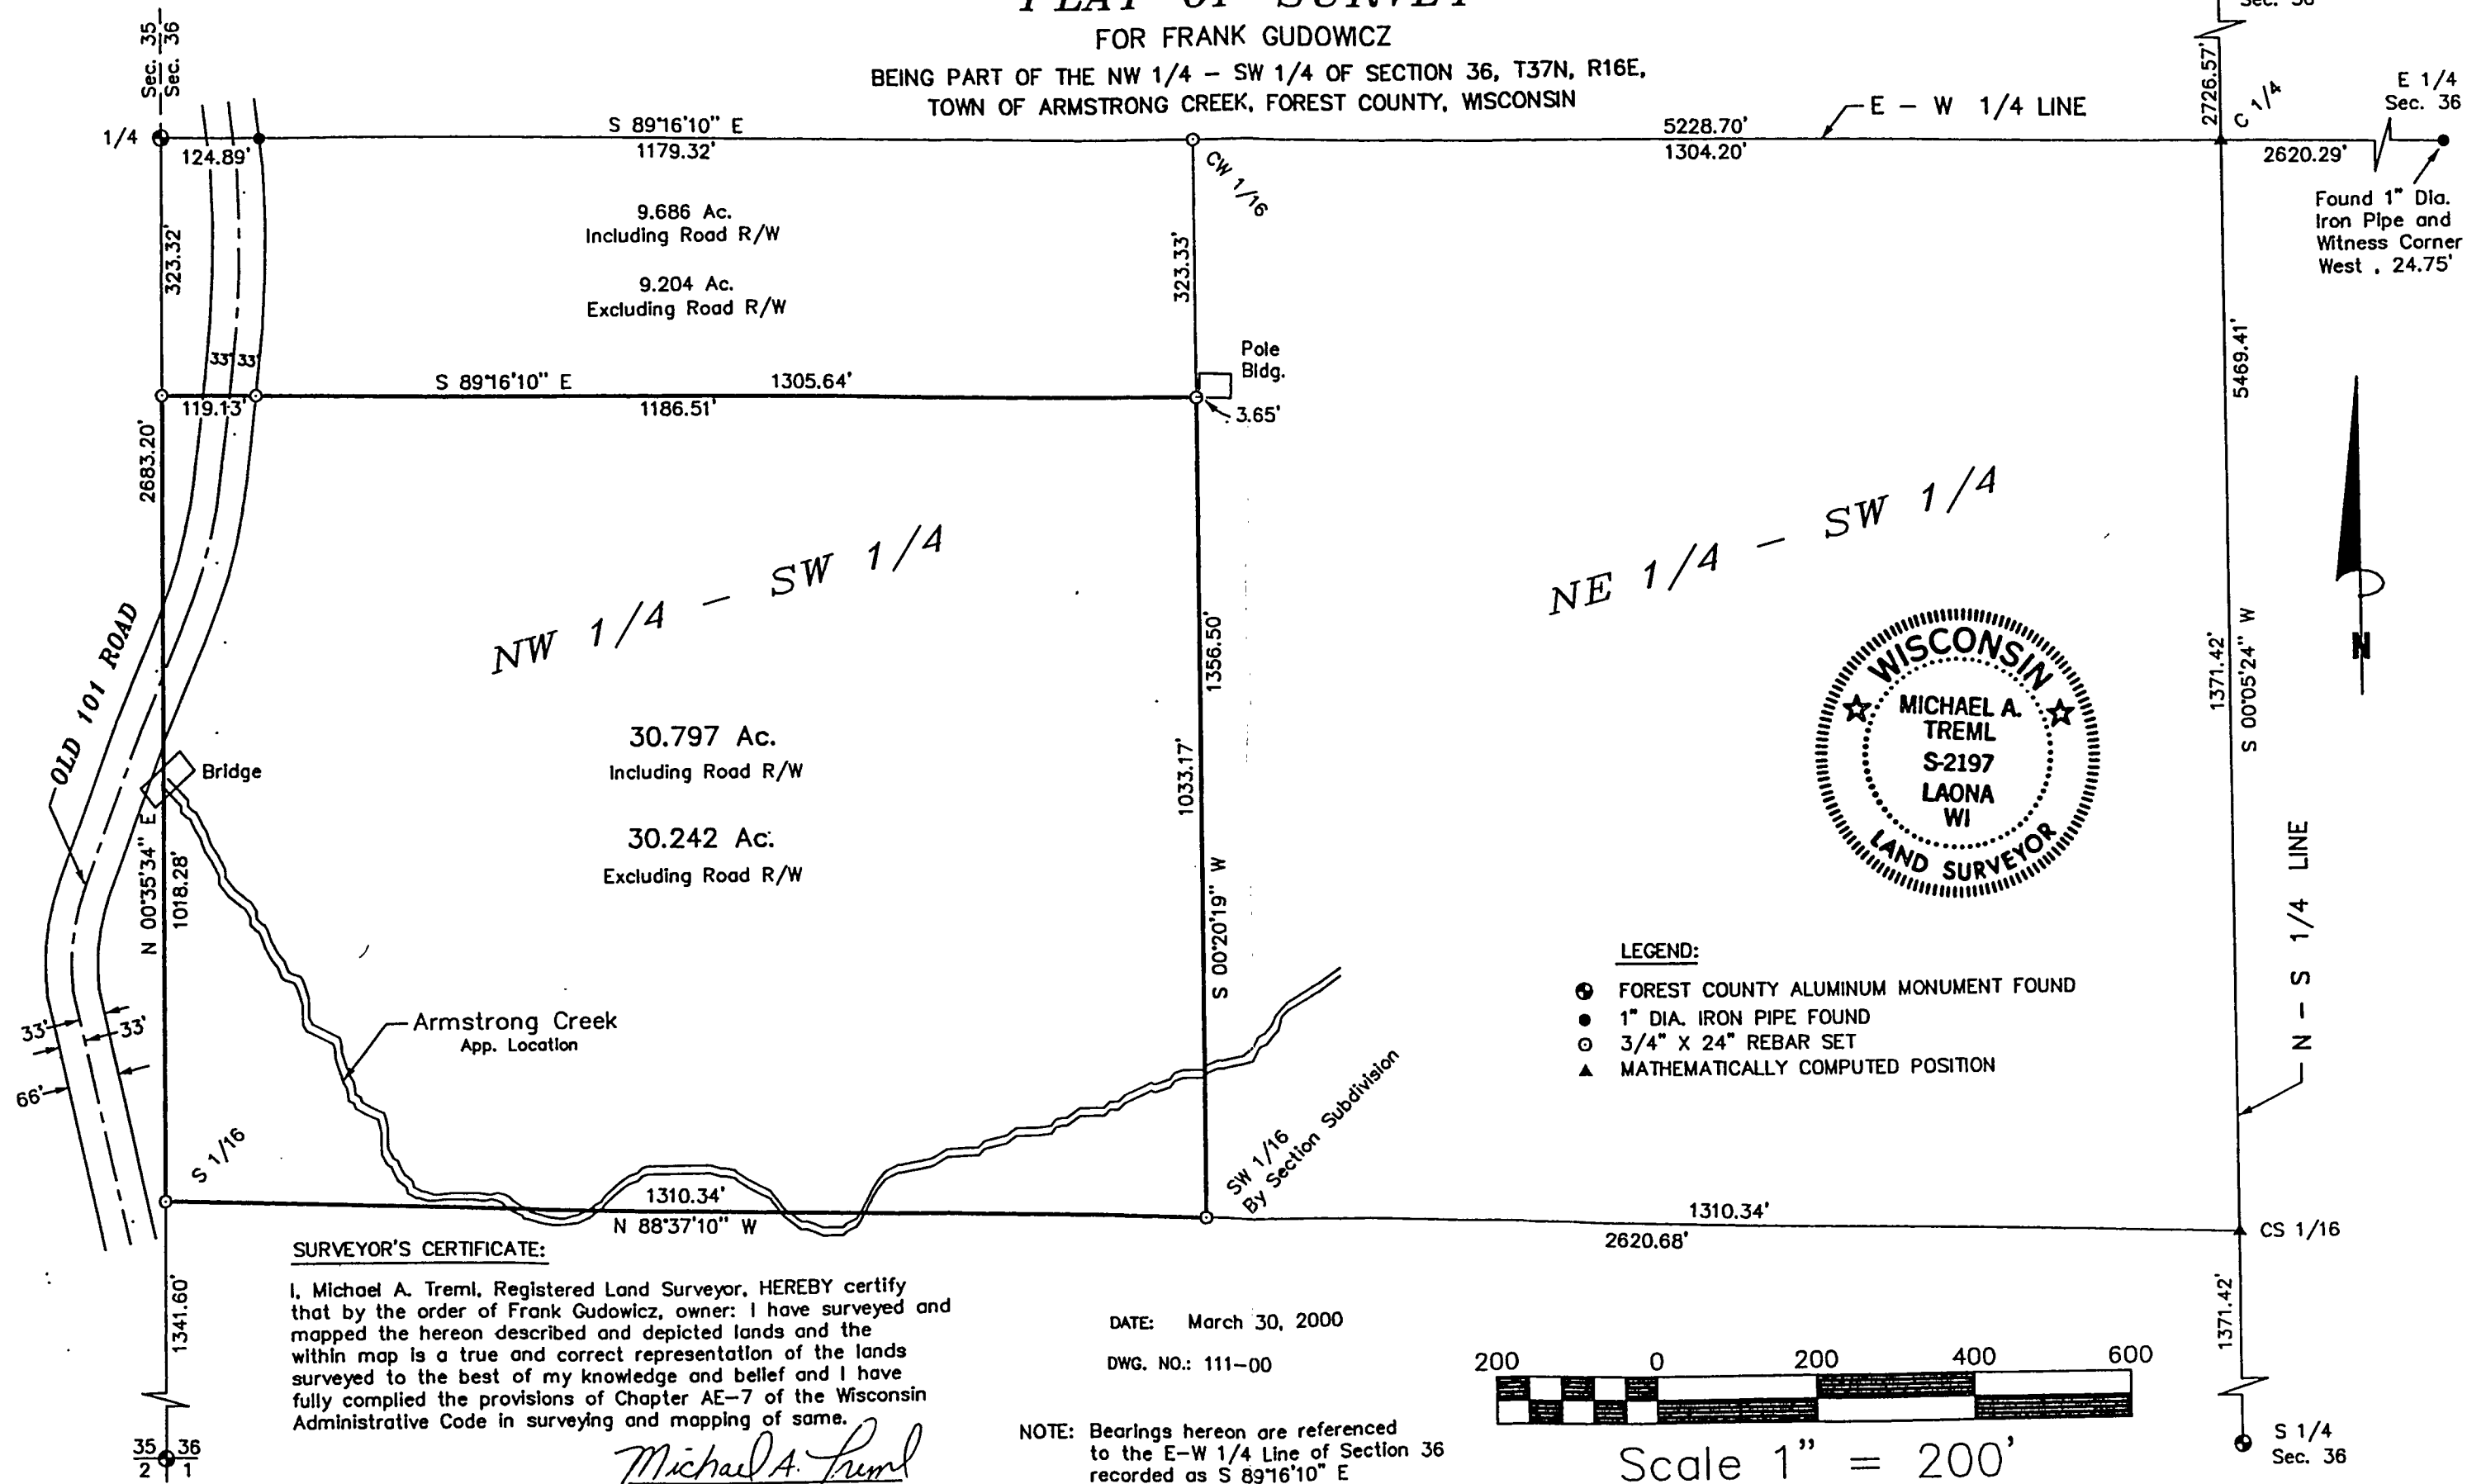 PLAT OF SURVEY
FOR FRANK GUDOWICZ
BEING PART OF THE NW 1/4 – SW 1/4 OF SECTION 36, T37N, R16E,
TOWN OF ARMSTRONG CREEK, FOREST COUNTY, WISCONSIN
Sec. 35
Sec. 36
Sec. 36
2726.57'
C 1/4
E 1/4
Sec. 36
E – W 1/4 LINE
1/4
S 89°16'10" E
5228.70'
124.89'
1179.32'
1304.20'
2620.29'
CW 1/16
Found 1" Dia.
Iron Pipe and
Witness Corner
West , 24.75'
9.686 Ac.
Including Road R/W
9.204 Ac.
Excluding Road R/W
323.32'
323.33'
5469.41'
33' 33'
Pole
Bldg.
S 89°16'10" E
1305.64'
119.13'
1186.51'
3.65'
2683.20'
NW 1/4 – SW 1/4
NE 1/4 – SW 1/4
OLD 101 ROAD
1356.50'
1371.42'
S 00°05'24" W
N
30.797 Ac.
Including Road R/W
30.242 Ac.
Excluding Road R/W
Bridge
1033.17'
WISCONSIN
MICHAEL A.
TREML
S-2197
LAONA
WI
LAND SURVEYOR
N 00°35'34" E
1018.28'
S 00°20'19" W
N – S 1/4 LINE
LEGEND:
FOREST COUNTY ALUMINUM MONUMENT FOUND
1" DIA. IRON PIPE FOUND
3/4" X 24" REBAR SET
MATHEMATICALLY COMPUTED POSITION
Armstrong Creek
App. Location
33'
33'
66'
S 1/16
SW 1/16
By Section Subdivision
1310.34'
N 88°37'10" W
1310.34'
2620.68'
CS 1/16
SURVEYOR'S CERTIFICATE:
I, Michael A. Treml, Registered Land Surveyor, HEREBY certify
that by the order of Frank Gudowicz, owner: I have surveyed and
mapped the hereon described and depicted lands and the
within map is a true and correct representation of the lands
surveyed to the best of my knowledge and belief and I have
fully complied the provisions of Chapter AE–7 of the Wisconsin
Administrative Code in surveying and mapping of same.
Michael A. Treml
1341.60'
35 36
2 1
DATE: March 30, 2000
DWG. NO.: 111–00
NOTE: Bearings hereon are referenced
to the E–W 1/4 Line of Section 36
recorded as S 89°16'10" E
200 0 200 400 600
Scale 1" = 200'
1371.42'
S 1/4
Sec. 36